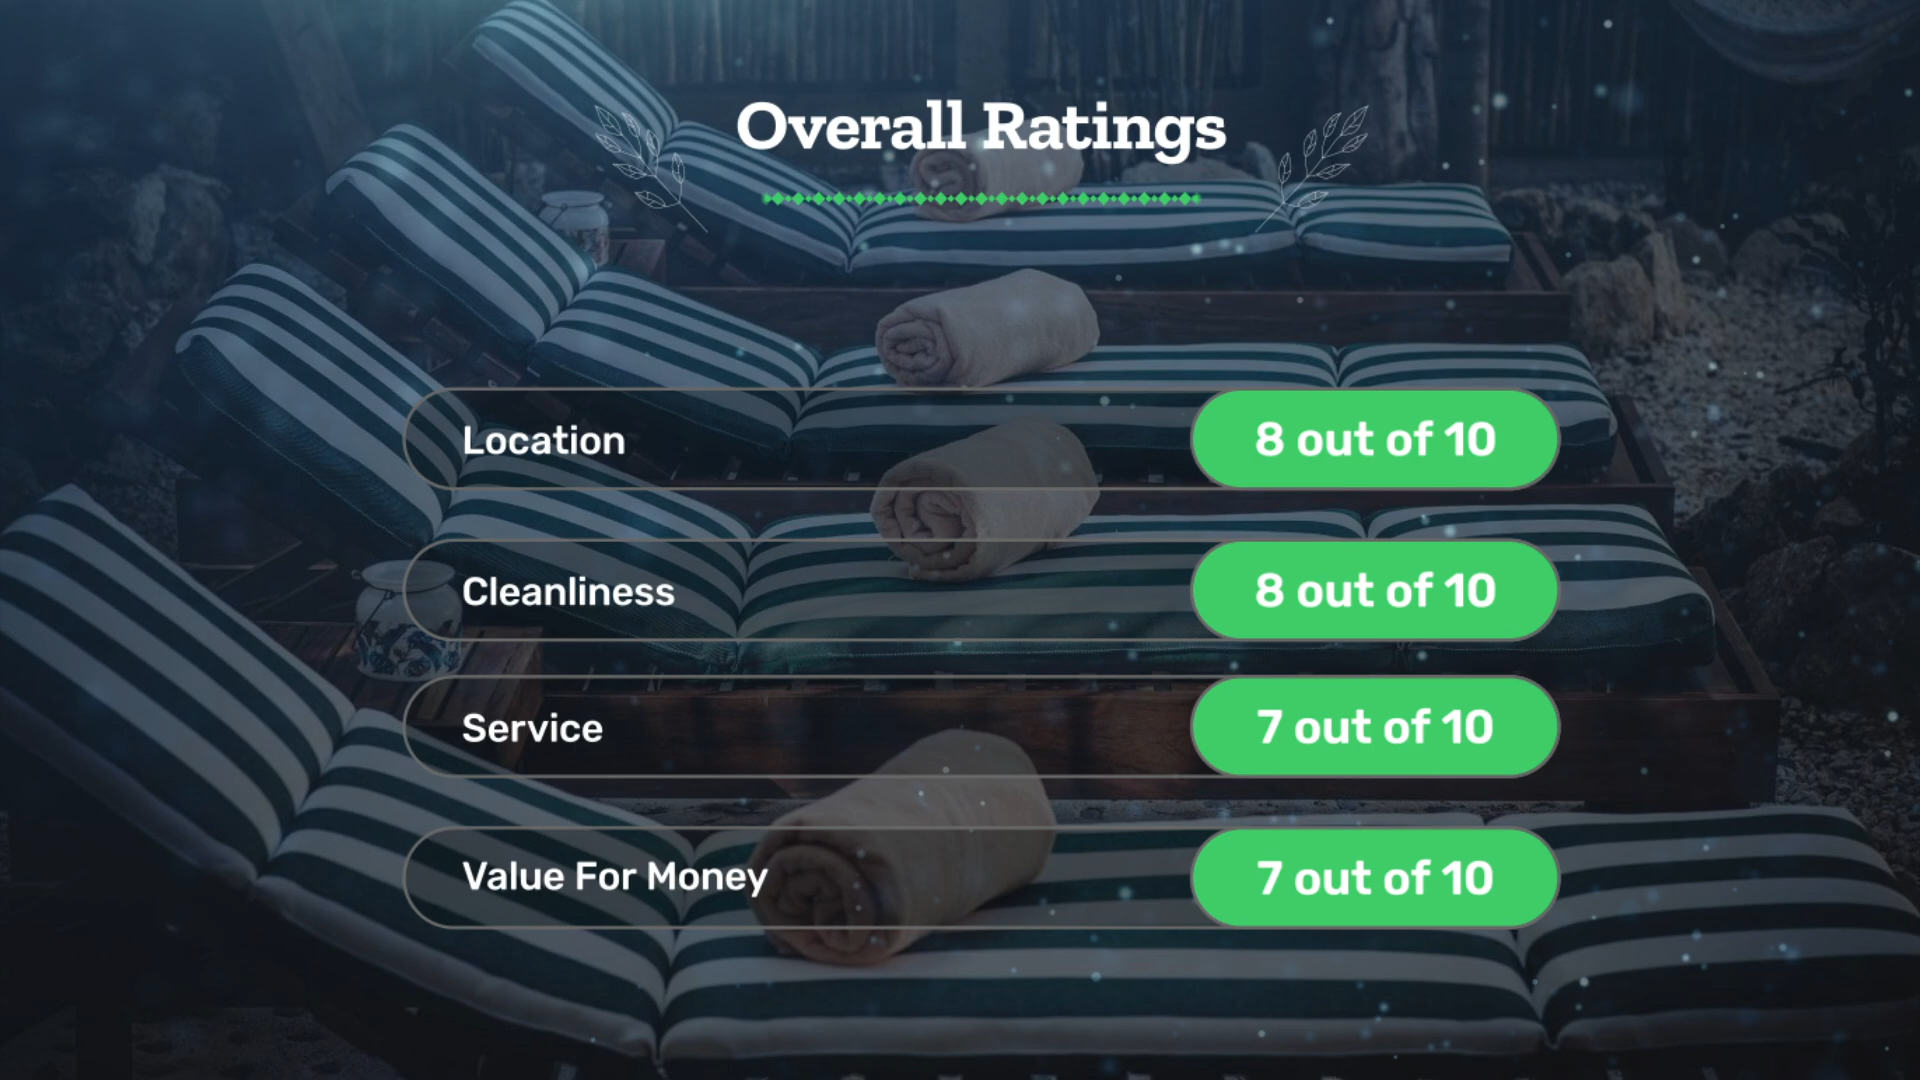 Overall Ratings
Location
8 out of 10
Cleanliness
8 out of 10
Service
7 out of 10
Value For Money
7 out of 10